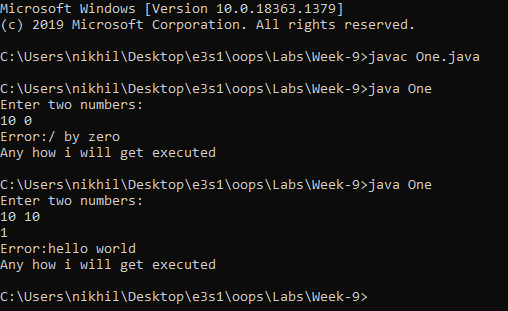 Microsoft Windows [Version 10.0.18363.1379]
(c) 2019 Microsoft Corporation. All rights reserved.
C:\Users\nikhil\Desktop\e3s1\oops\Labs\Week-9>javac One.java
C:\Users\nikhil\Desktop\e3s1\oops\Labs\Week-9>java One
Enter two numbers:
10 0
Error:/ by zero
Any how i will get executed
C:\Users\nikhil\Desktop\e3s1\oops\Labs\Week-9>java One
Enter two numbers:
10 10
1
Error:hello world
Any how i will get executed
C:\Users\nikhil\Desktop\e3s1\oops\Labs\Week-9>